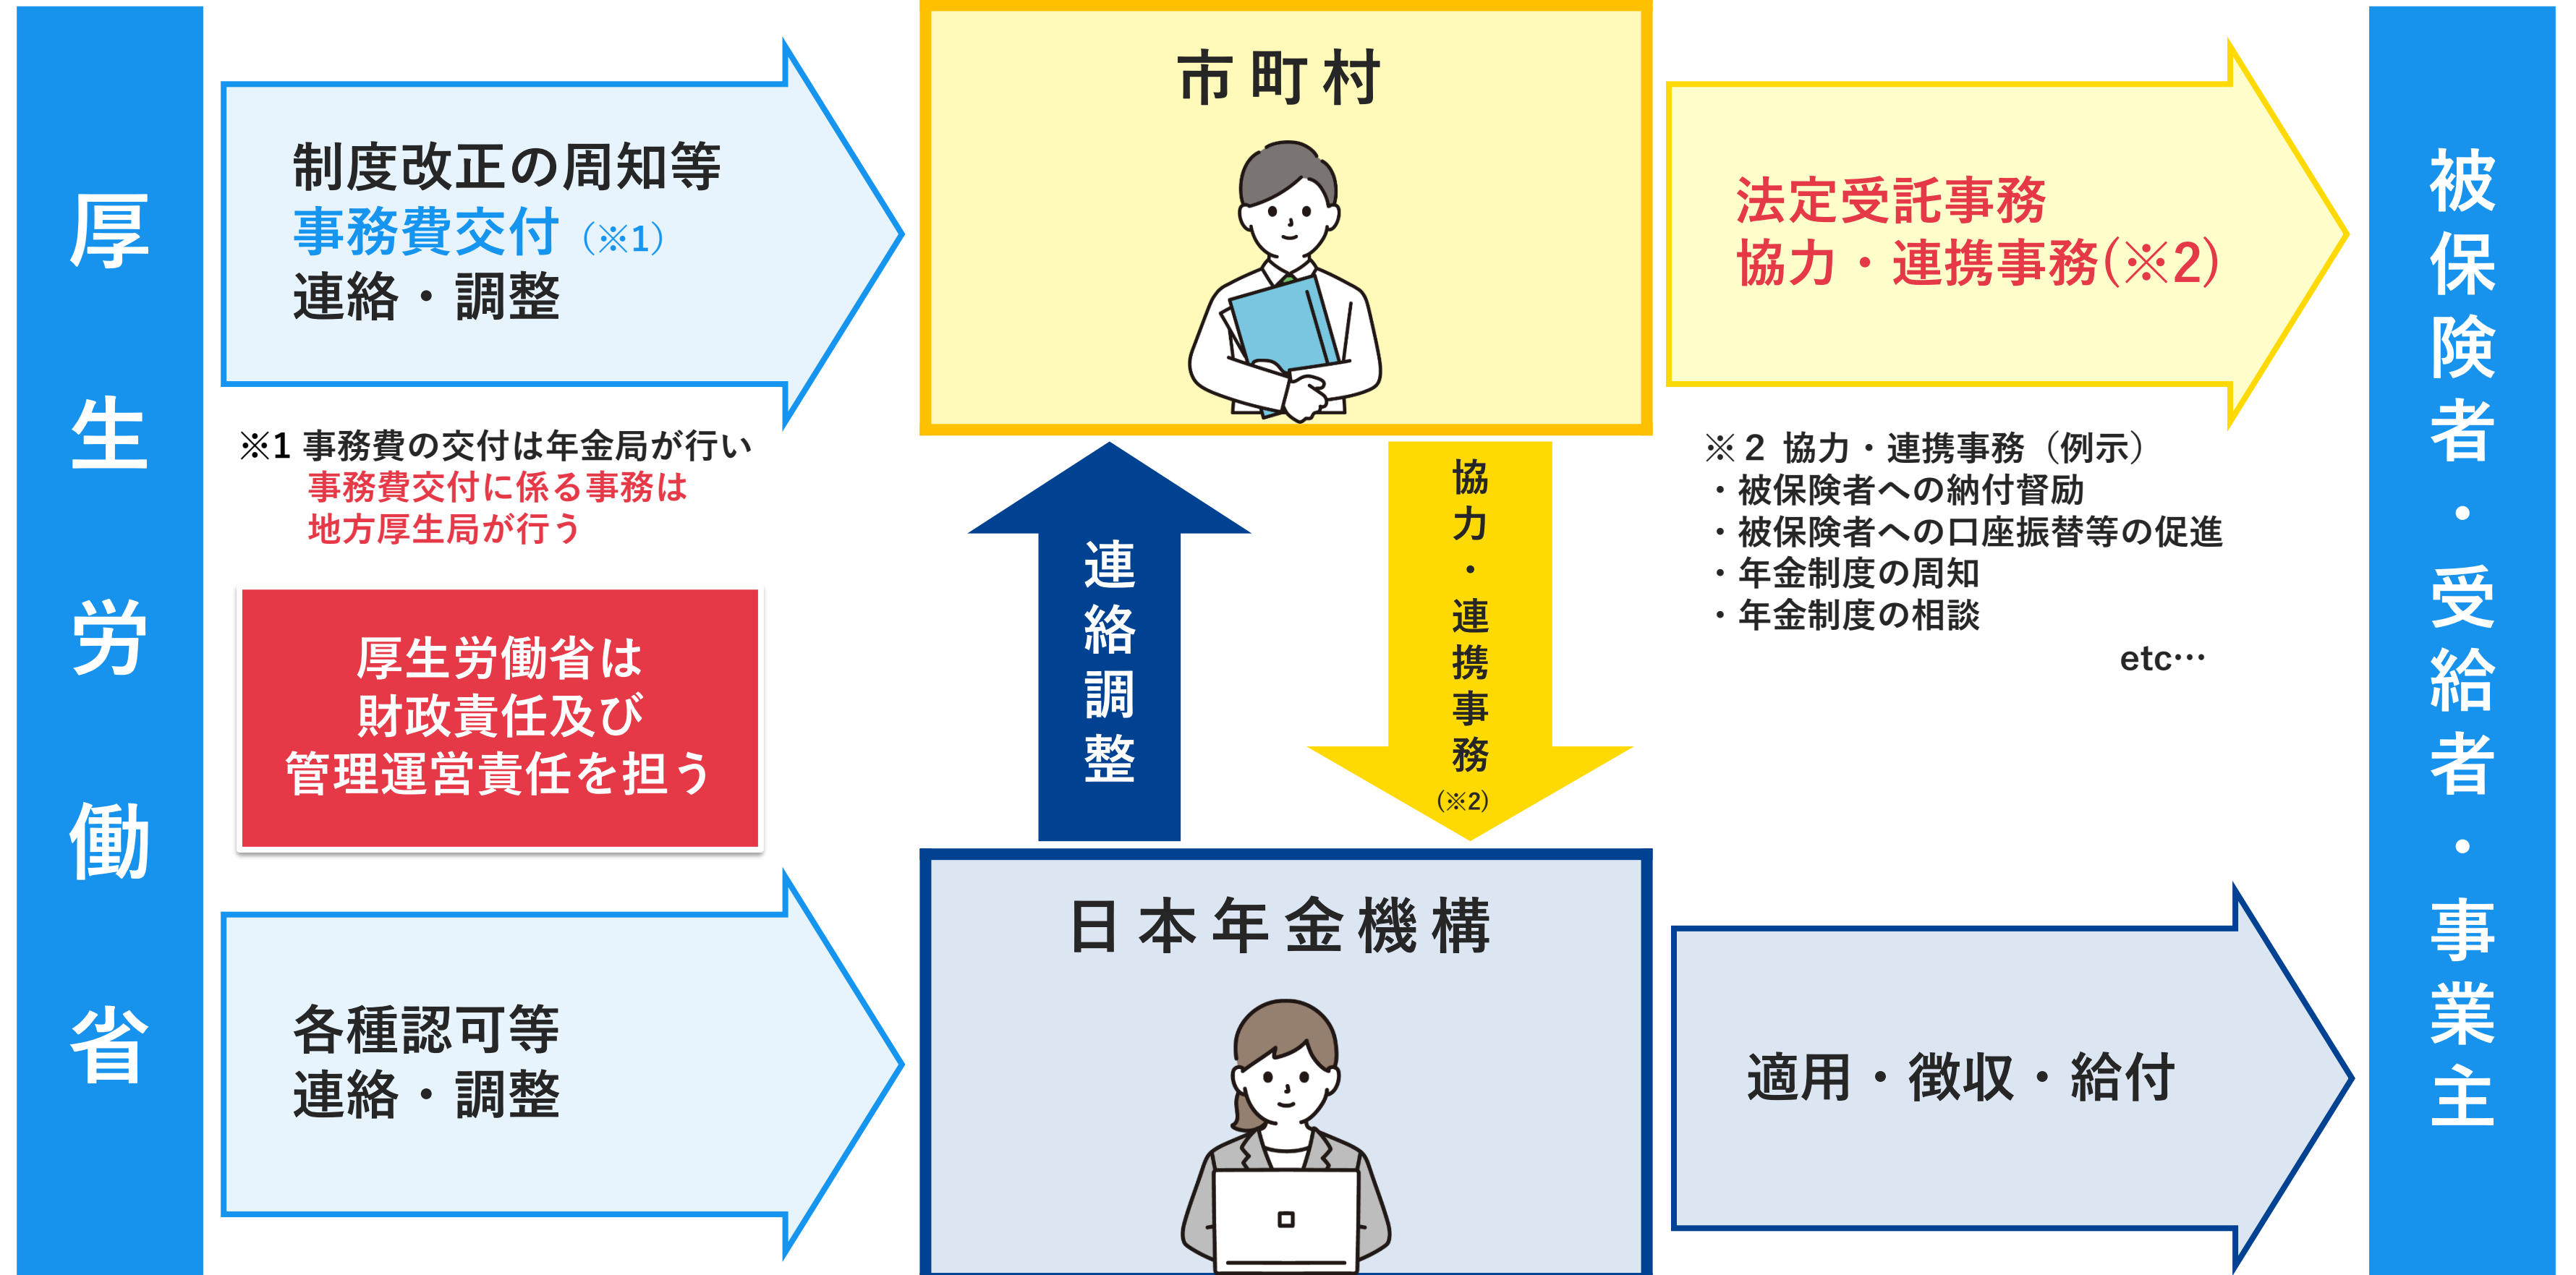 厚生労働省
制度改正の周知等
事務費交付（※1）
連絡・調整
※1 事務費の交付は年金局が行い
事務費交付に係る事務は
地方厚生局が行う
厚生労働省は
財政責任及び
管理運営責任を担う
各種認可等
連絡・調整
市町村
連絡調整
協力・連携事務
(※2)
日本年金機構
法定受託事務
協力・連携事務(※2)
※２ 協力・連携事務（例示）
・被保険者への納付督励
・被保険者への口座振替等の促進
・年金制度の周知
・年金制度の相談
etc…
適用・徴収・給付
被保険者・受給者・事業主